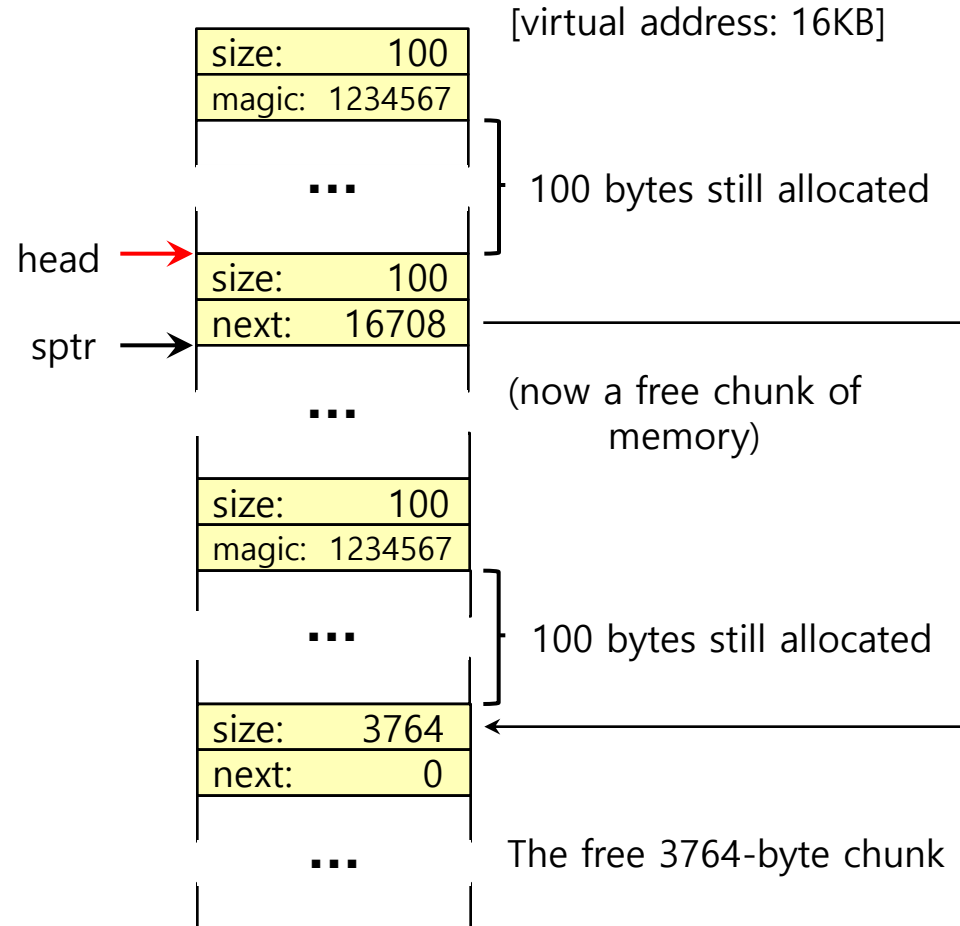 [virtual address: 16KB]
size: 100
magic: 1234567
...
100 bytes still allocated
head
size: 100
next: 16708
sptr
(now a free chunk of
memory)
...
size: 100
magic: 1234567
...
100 bytes still allocated
size: 3764
next: 0
...
The free 3764-byte chunk